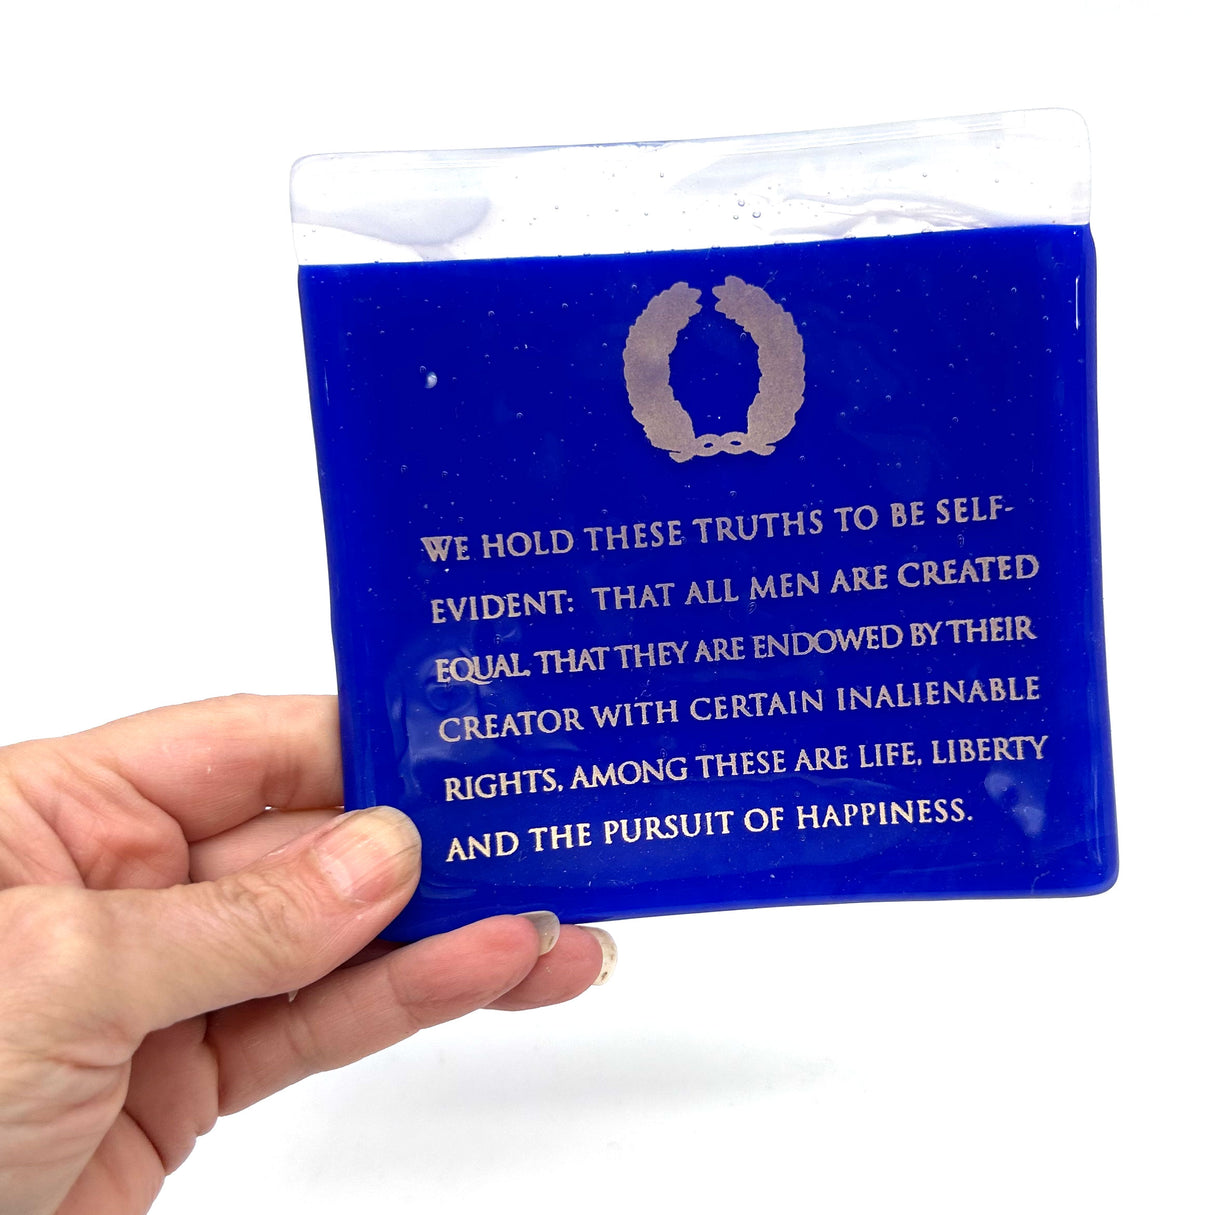 WE HOLD THESE TRUTHS TO BE SELF-
EVIDENT: THAT ALL MEN ARE CREATED
EQUAL, THAT THEY ARE ENDOWED BY THEIR
CREATOR WITH CERTAIN INALIENABLE
RIGHTS, AMONG THESE ARE LIFE, LIBERTY
AND THE PURSUIT OF HAPPINESS.